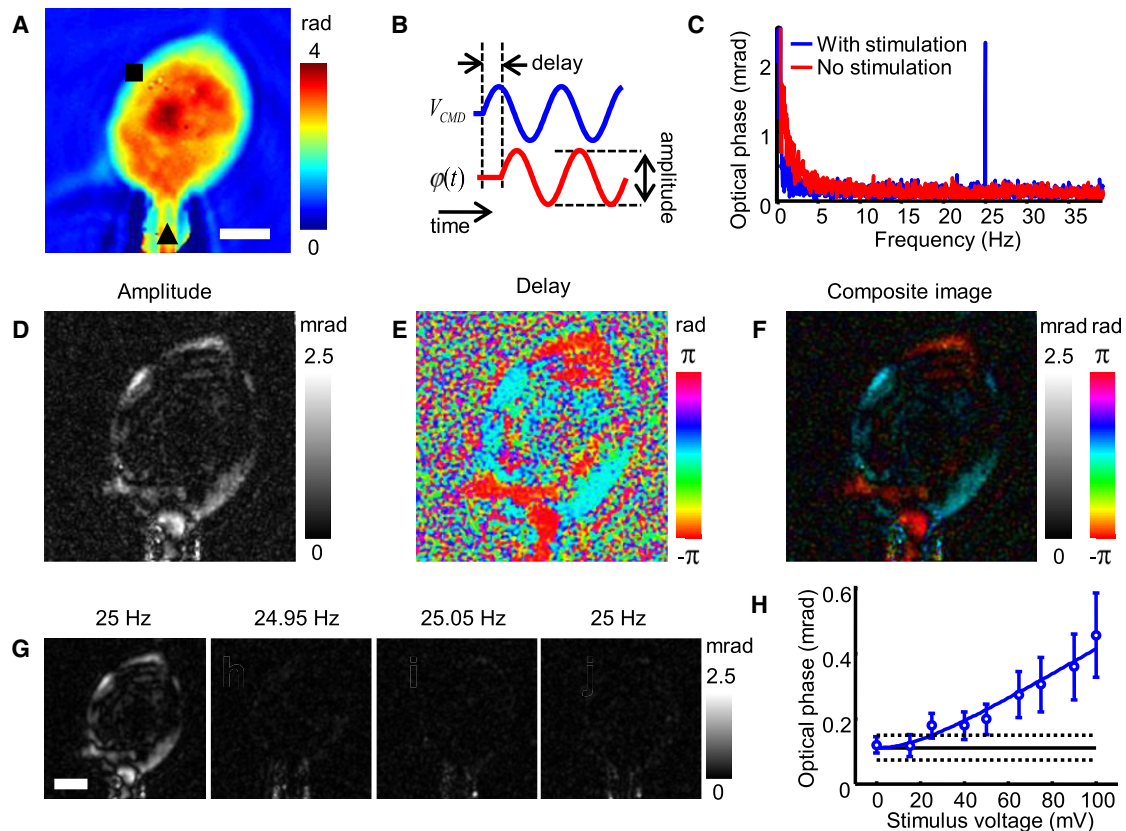 A
rad
4
0
B
delay
V_CMD
φ(t)
amplitude
time
C
Optical phase (mrad)
2
1
0
With stimulation
No stimulation
0 5 10 15 20 25 30 35
Frequency (Hz)
Amplitude
D
mrad
2.5
0
Delay
E
rad
π
-π
Composite image
F
mrad rad
2.5 π
0 -π
25 Hz 24.95 Hz 25.05 Hz 25 Hz
G
h
i
j
mrad
2.5
0
H
Optical phase (mrad)
0.6
0.4
0.2
0
0 20 40 60 80 100
Stimulus voltage (mV)